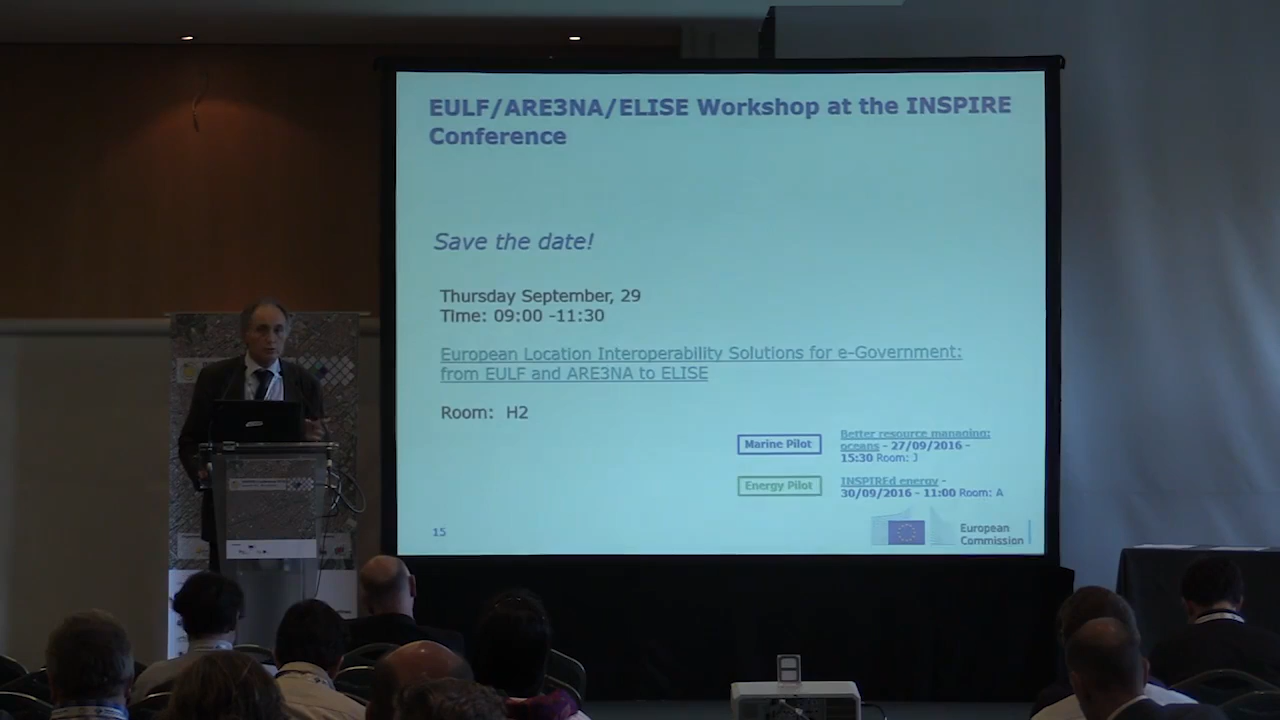 EULF/ARE3NA/ELISE Workshop at the INSPIRE
Conference
Save the date!
Thursday September, 29
Time: 09:00 -11:30
European Location Interoperability Solutions for e-Government:
from EULF and ARE3NA to ELISE
Room: H2
Marine Pilot
Better resource managing:
oceans - 27/09/2016 -
15:30 Room: J
Energy Pilot
INSPIREd energy -
30/09/2016 - 11:00 Room: A
15
European
Commission